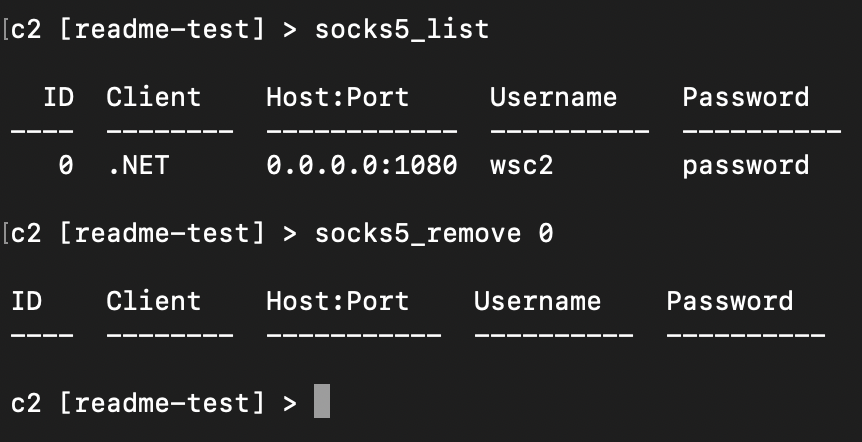 [c2 [readme-test] > socks5_list
ID Client Host:Port Username Password
---- -------- ------------ ---------- ----------
0 .NET 0.0.0.0:1080 wsc2 password
[c2 [readme-test] > socks5_remove 0
ID Client Host:Port Username Password
---- -------- ----------- ---------- ----------
c2 [readme-test] >